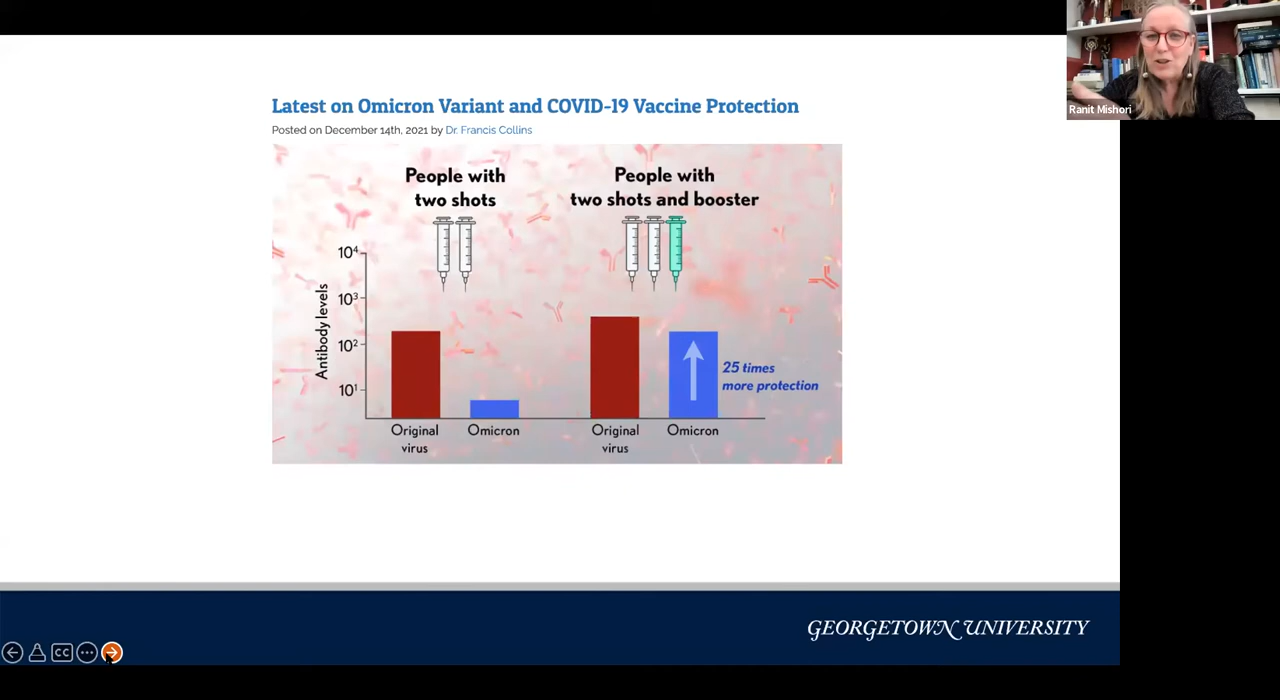 Latest on Omicron Variant and COVID-19 Vaccine Protection
Posted on December 14th, 2021 by Dr. Francis Collins
People with
two shots
People with
two shots and booster
Antibody levels
10⁴
10³
10²
10¹
25 times
more protection
Original
virus
Omicron
Original
virus
Omicron
GEORGETOWN UNIVERSITY
CC
Ranit Mishori